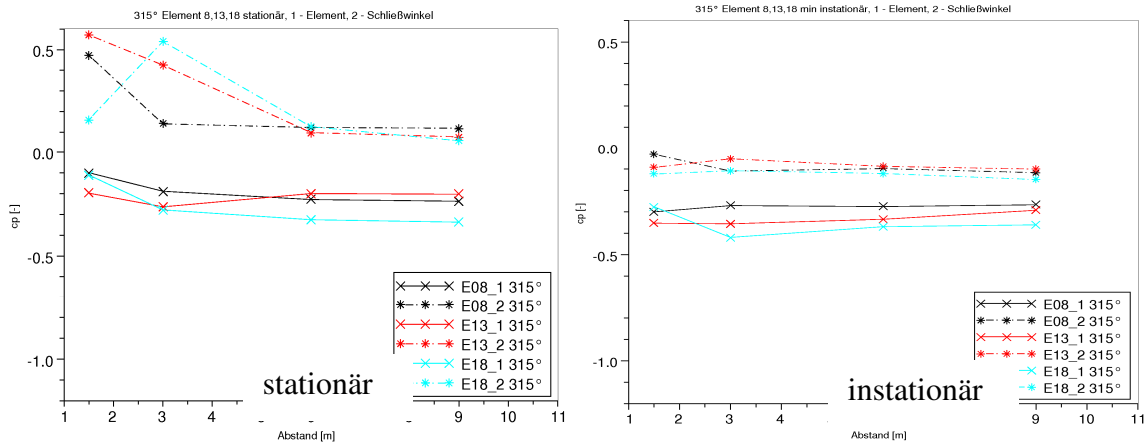 315° Element 8,13,18 stationär, 1 - Element, 2 - Schließwinkel
0.5
0.0
-0.5
-1.0
cp [-]
E08_1 315°
E08_2 315°
E13_1 315°
E13_2 315°
E18_1 315°
E18_2 315°
stationär
1 2 3 4 9 10 11
Abstand [m]
315° Element 8,13,18 min instationär, 1 - Element, 2 - Schließwinkel
0.5
0.0
-0.5
-1.0
cp [-]
E08_1 315°
E08_2 315°
E13_1 315°
E13_2 315°
E18_1 315°
E18_2 315°
instationär
1 2 3 4 9 10 11
Abstand [m]